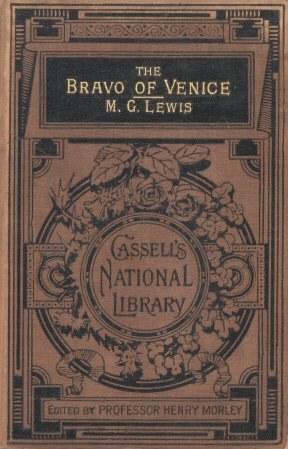 THE
BRAVO OF VENICE
M. G. LEWIS
CASSELL'S
NATIONAL
LIBRARY
EDITED BY PROFESSOR HENRY MORLEY